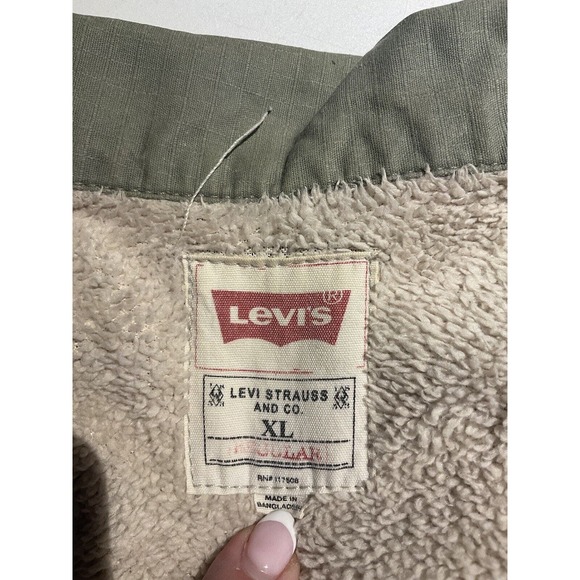 LEVI'S ®
LEVI STRAUSS
AND CO.
XL
REGULAR
RN# 117508
MADE IN
BANGLADESH